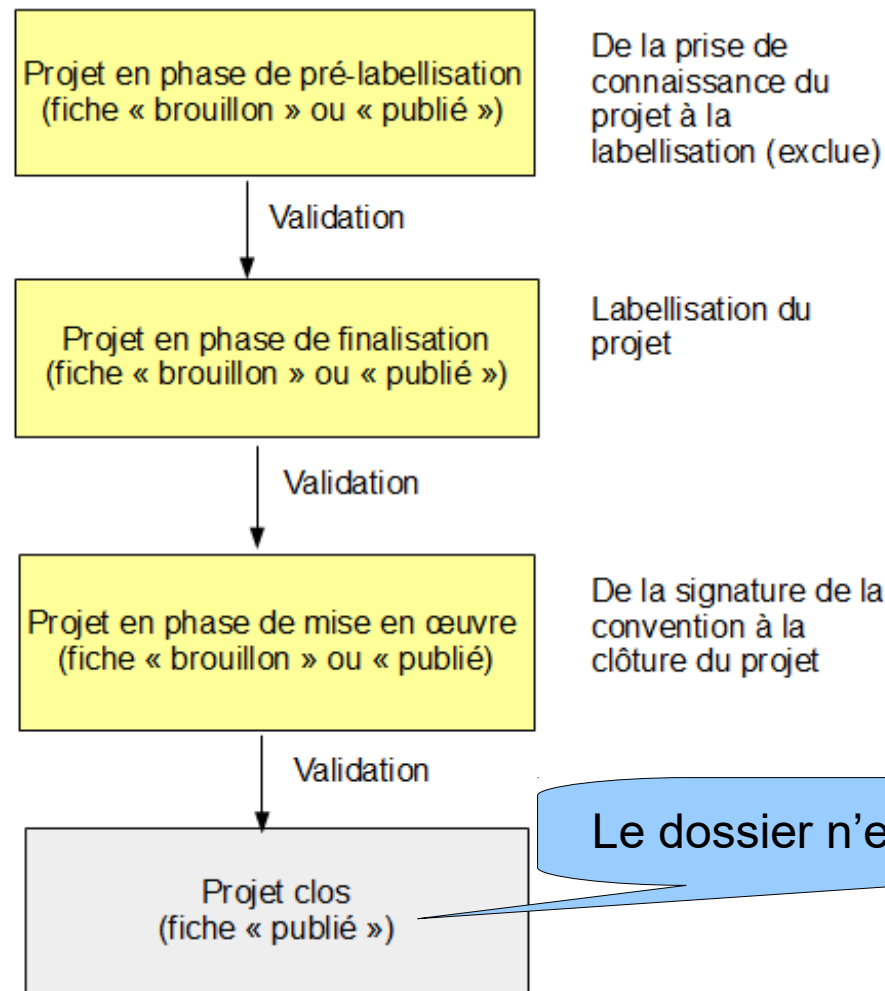 Projet en phase de pré-labellisation
(fiche « brouillon » ou « publié »)
De la prise de
connaissance du
projet à la
labellisation (exclue)
Validation
Projet en phase de finalisation
(fiche « brouillon » ou « publié »)
Labellisation du
projet
Validation
Projet en phase de mise en œuvre
(fiche « brouillon » ou « publié)
De la signature de la
convention à la
clôture du projet
Validation
Le dossier n’e
Projet clos
(fiche « publié »)